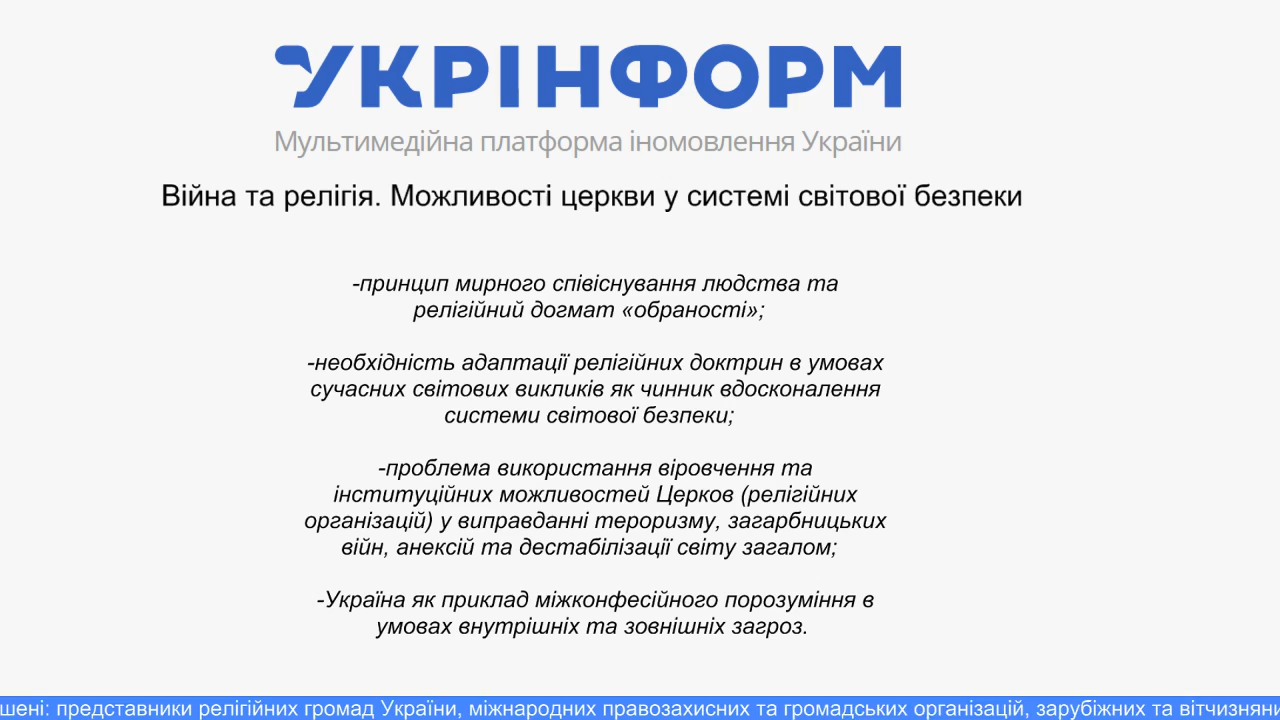 УКРІНФОРМ
Мультимедійна платформа іномовлення України
Війна та релігія. Можливості церкви у системі світової безпеки
-принцип мирного співіснування людства та
релігійний догмат «обраності»;
-необхідність адаптації релігійних доктрин в умовах
сучасних світових викликів як чинник вдосконалення
системи світової безпеки;
-проблема використання віровчення та
інституційних можливостей Церков (релігійних
організацій) у виправданні тероризму, загарбницьких
війн, анексій та дестабілізації світу загалом;
-Україна як приклад міжконфесійного порозуміння в
умовах внутрішніх та зовнішніх загроз.
шені: представники релігійних громад України, міжнародних правозахисних та громадських організацій, зарубіжних та вітчизняни